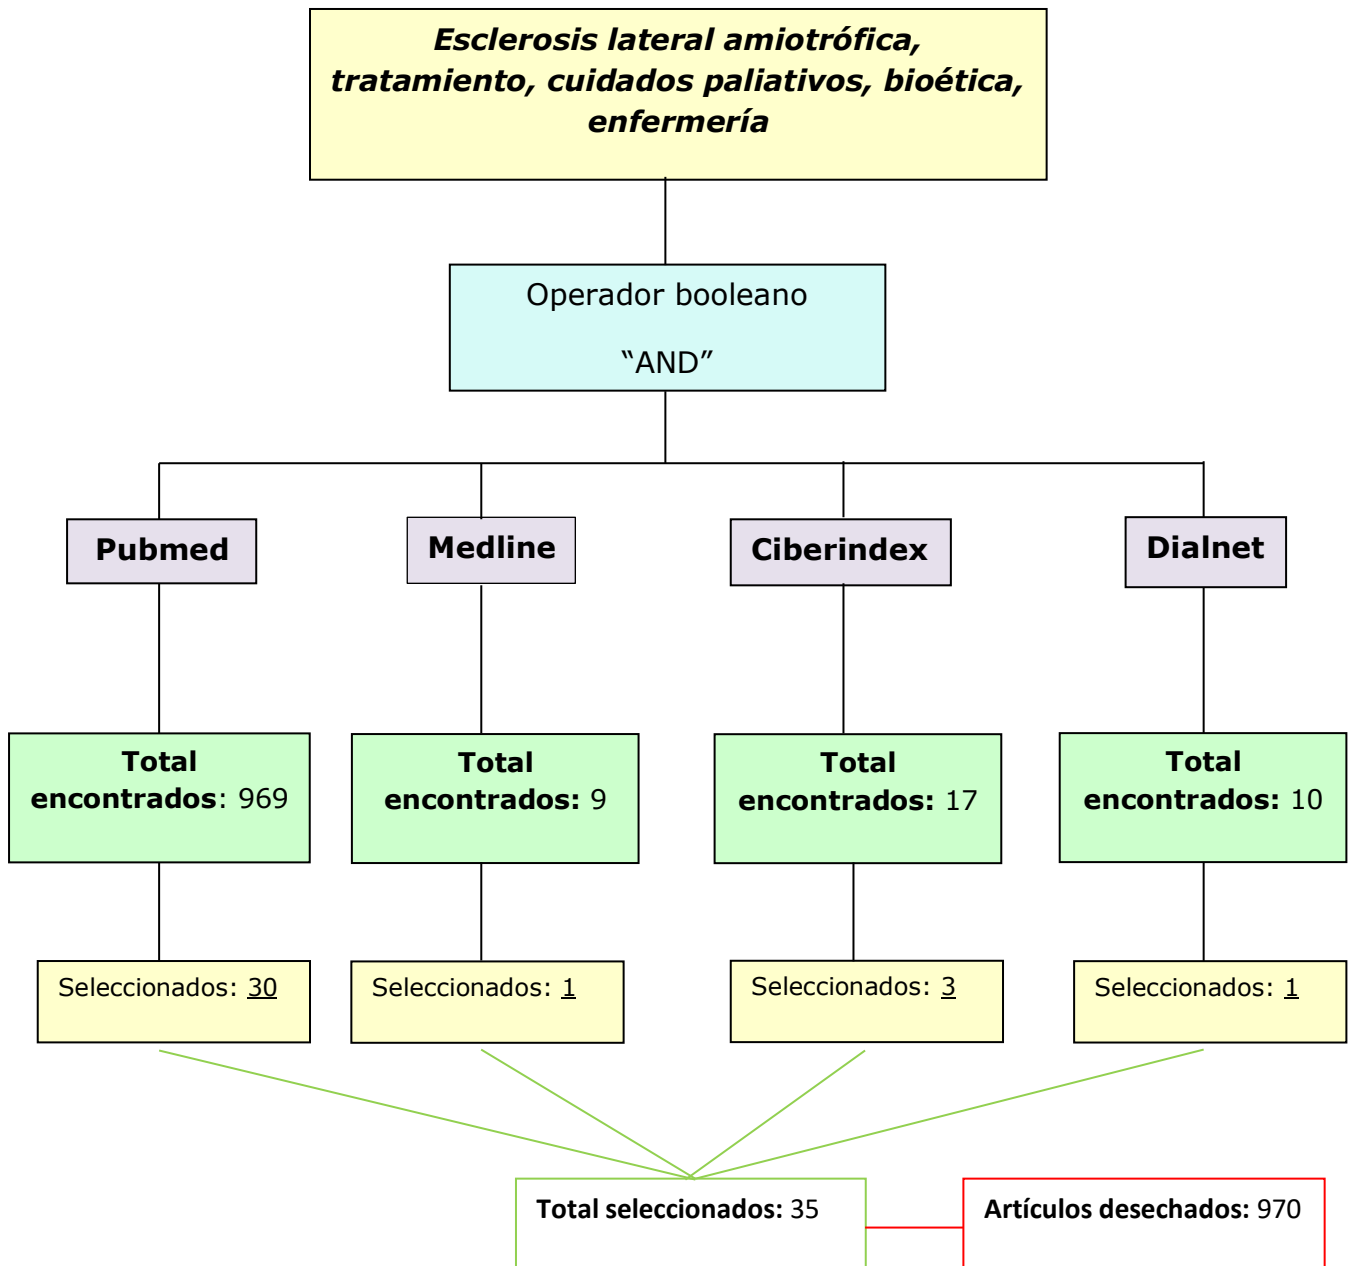 Esclerosis lateral amiotrófica,
tratamiento, cuidados paliativos, bioética,
enfermería
Operador booleano
“AND”
Pubmed
Medline
Ciberindex
Dialnet
Total
encontrados: 969
Total
encontrados: 9
Total
encontrados: 17
Total
encontrados: 10
Seleccionados: 30
Seleccionados: 1
Seleccionados: 3
Seleccionados: 1
Total seleccionados: 35
Artículos desechados: 970